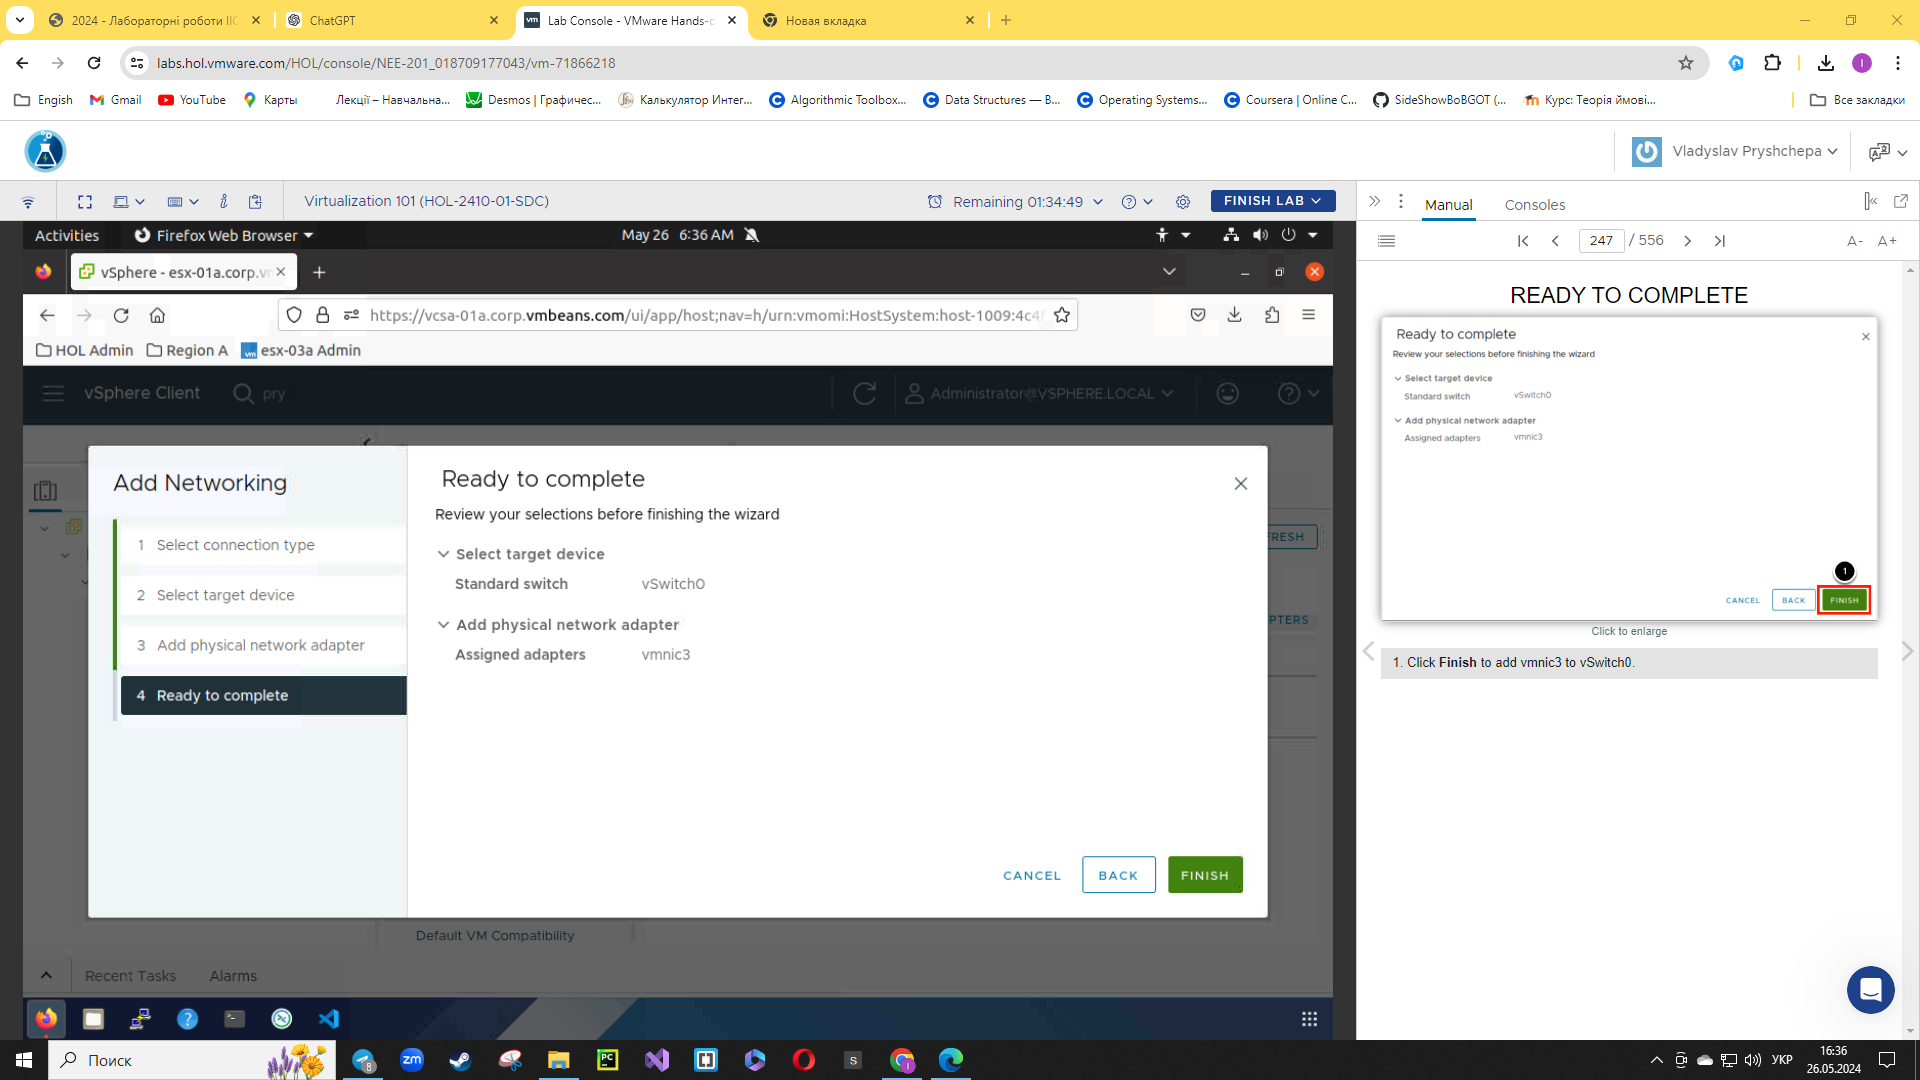 2024 - Лабораторні роботи ІІС
ChatGPT
Lab Console - VMware Hands-o
Новая вкладка
labs.hol.vmware.com/HOL/console/NEE-201_018709177043/vm-71866218
Engish
Gmail
YouTube
Карты
Лекції – Навчальна...
Desmos | Графичес...
Калькулятор Интег...
Algorithmic Toolbox...
Data Structures — В...
Operating Systems...
Coursera | Online C...
SideShowBoBGOT (...
Курс: Теорія ймові...
Все закладки
Vladyslav Pryshchepa
Virtualization 101 (HOL-2410-01-SDC)
Remaining 01:34:49
FINISH LAB
Manual
Consoles
247 / 556
A- A+
Activities
Firefox Web Browser
May 26 6:36 AM
vSphere - esx-01a.corp.v
https://vcsa-01a.corp.vmbeans.com/ui/app/host;nav=h/urn:vmomi:HostSystem:host-1009:4c4
HOL Admin
Region A
esx-03a Admin
vSphere Client
pry
Administrator@VSPHERE.LOCAL
Add Networking
1 Select connection type
2 Select target device
3 Add physical network adapter
4 Ready to complete
Ready to complete
Review your selections before finishing the wizard
Select target device
Standard switch vSwitch0
Add physical network adapter
Assigned adapters vmnic3
CANCEL
BACK
FINISH
FRESH
PTERS
Default VM Compatibility
Recent Tasks
Alarms
READY TO COMPLETE
Ready to complete
Review your selections before finishing the wizard
Select target device
Standard switch vSwitch0
Add physical network adapter
Assigned adapters vmnic3
1
CANCEL
BACK
FINISH
Click to enlarge
1. Click Finish to add vmnic3 to vSwitch0.
Поиск
УКР
16:36
26.05.2024